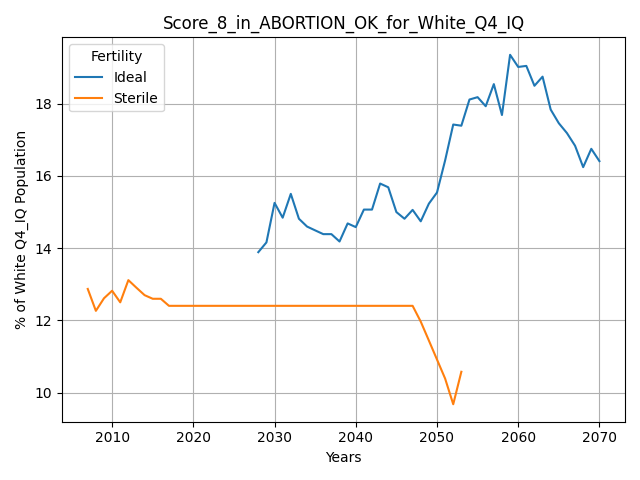 Score_8_in_ABORTION_OK_for_White_Q4_IQ
Fertility
Ideal
Sterile
% of White Q4_IQ Population
18
16
14
12
10
2010 2020 2030 2040 2050 2060 2070
Years